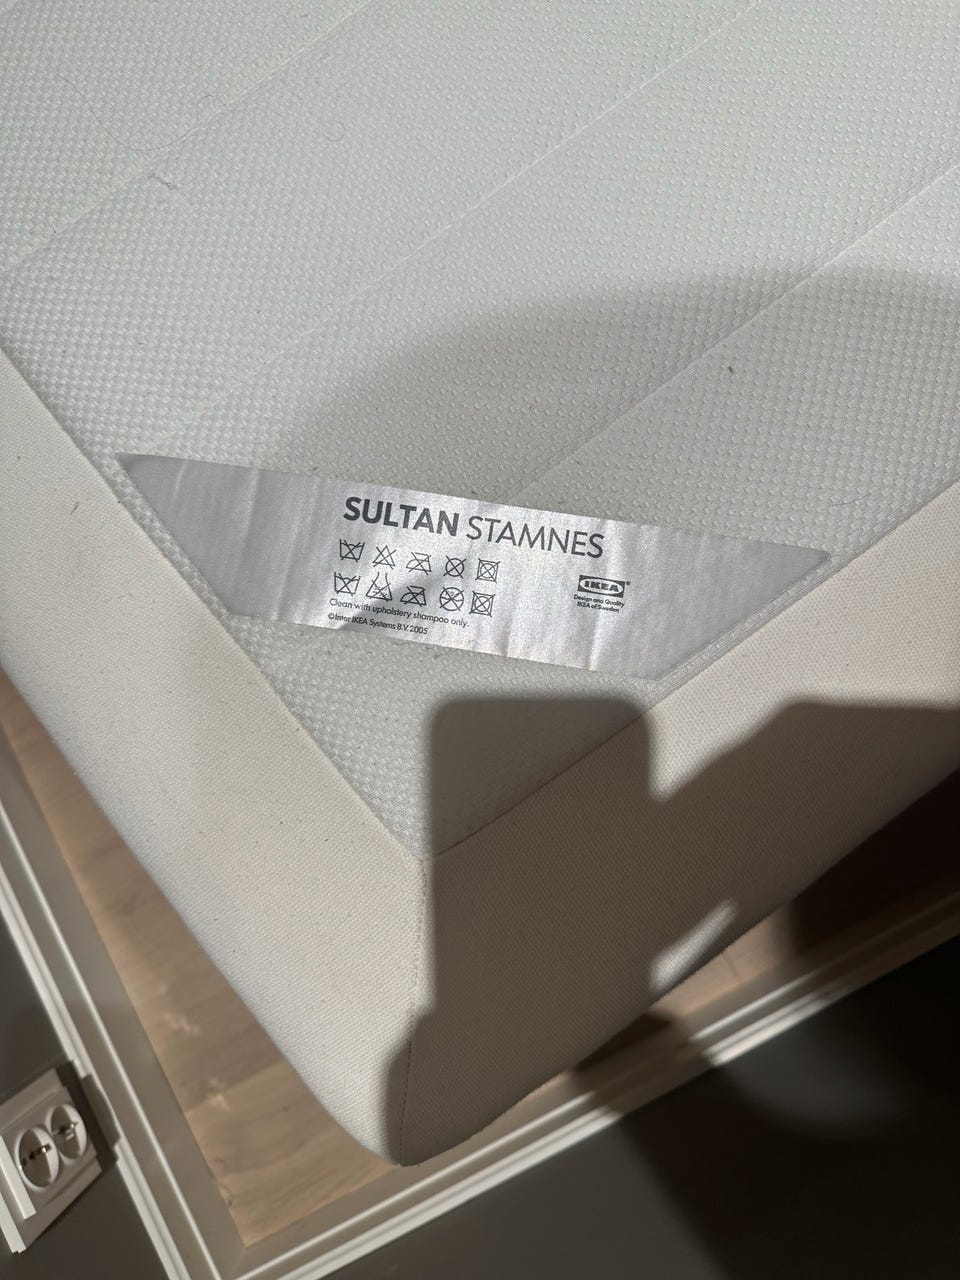 SULTAN STAMNES
IKEA®
Design and Quality
IKEA of Sweden
Clean with upholstery shampoo only.
©Inter IKEA Systems B.V. 2005